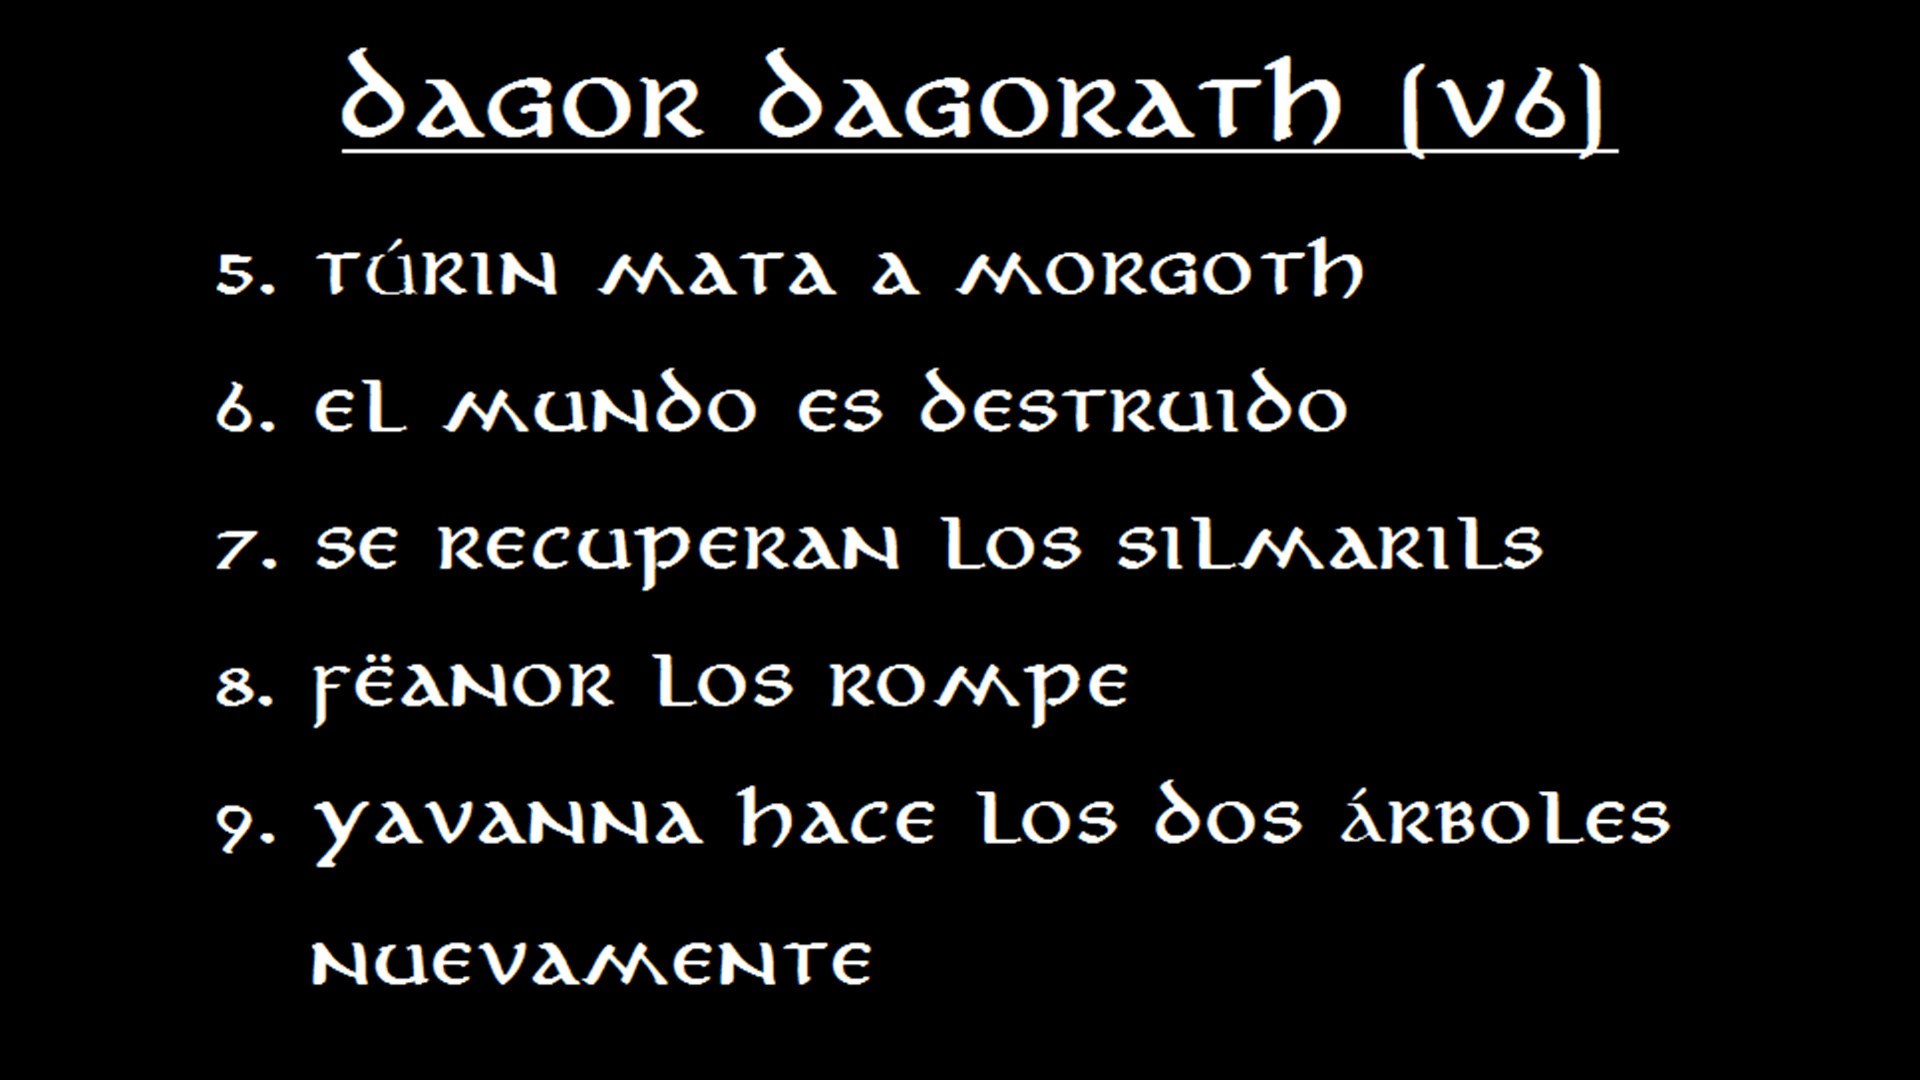 DAGOR DAGORATH (V6)
5. TÚRIN MATA A MORGOTH
6. EL MUNDO ES DESTRUIDO
7. SE RECUPERAN LOS SILMARILS
8. FËANOR LOS ROMPE
9. YAVANNA HACE LOS DOS ÁRBOLES
NUEVAMENTE